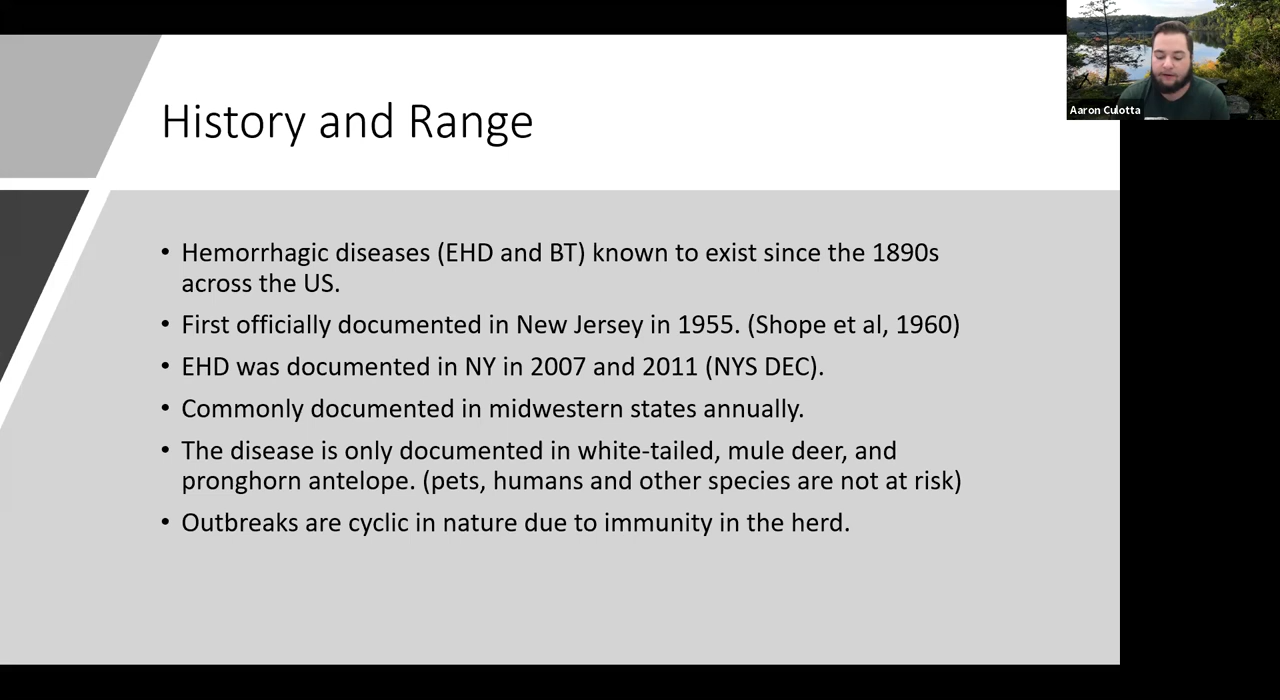 History and Range
Aaron Culotta
• Hemorrhagic diseases (EHD and BT) known to exist since the 1890s
across the US.
• First officially documented in New Jersey in 1955. (Shope et al, 1960)
• EHD was documented in NY in 2007 and 2011 (NYS DEC).
• Commonly documented in midwestern states annually.
• The disease is only documented in white-tailed, mule deer, and
pronghorn antelope. (pets, humans and other species are not at risk)
• Outbreaks are cyclic in nature due to immunity in the herd.